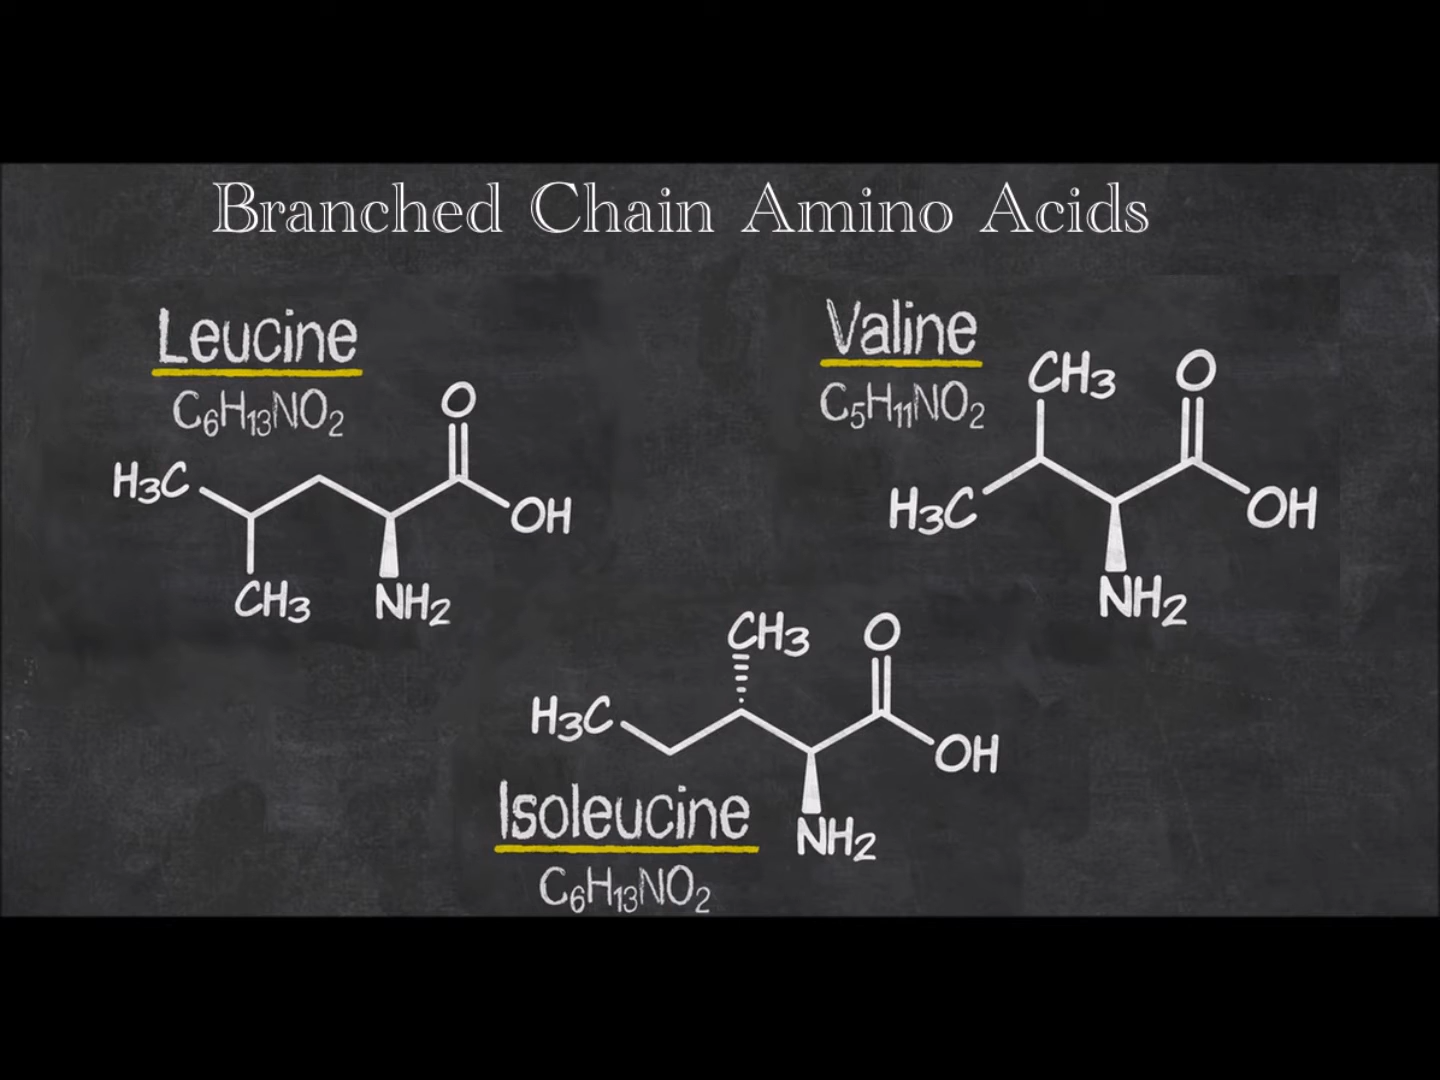 Branched Chain Amino Acids
Leucine
C6H13NO2
O
H3C
OH
CH3
NH2
Valine
C5H11NO2
CH3
O
H3C
OH
NH2
CH3
O
H3C
OH
NH2
Isoleucine
C6H13NO2